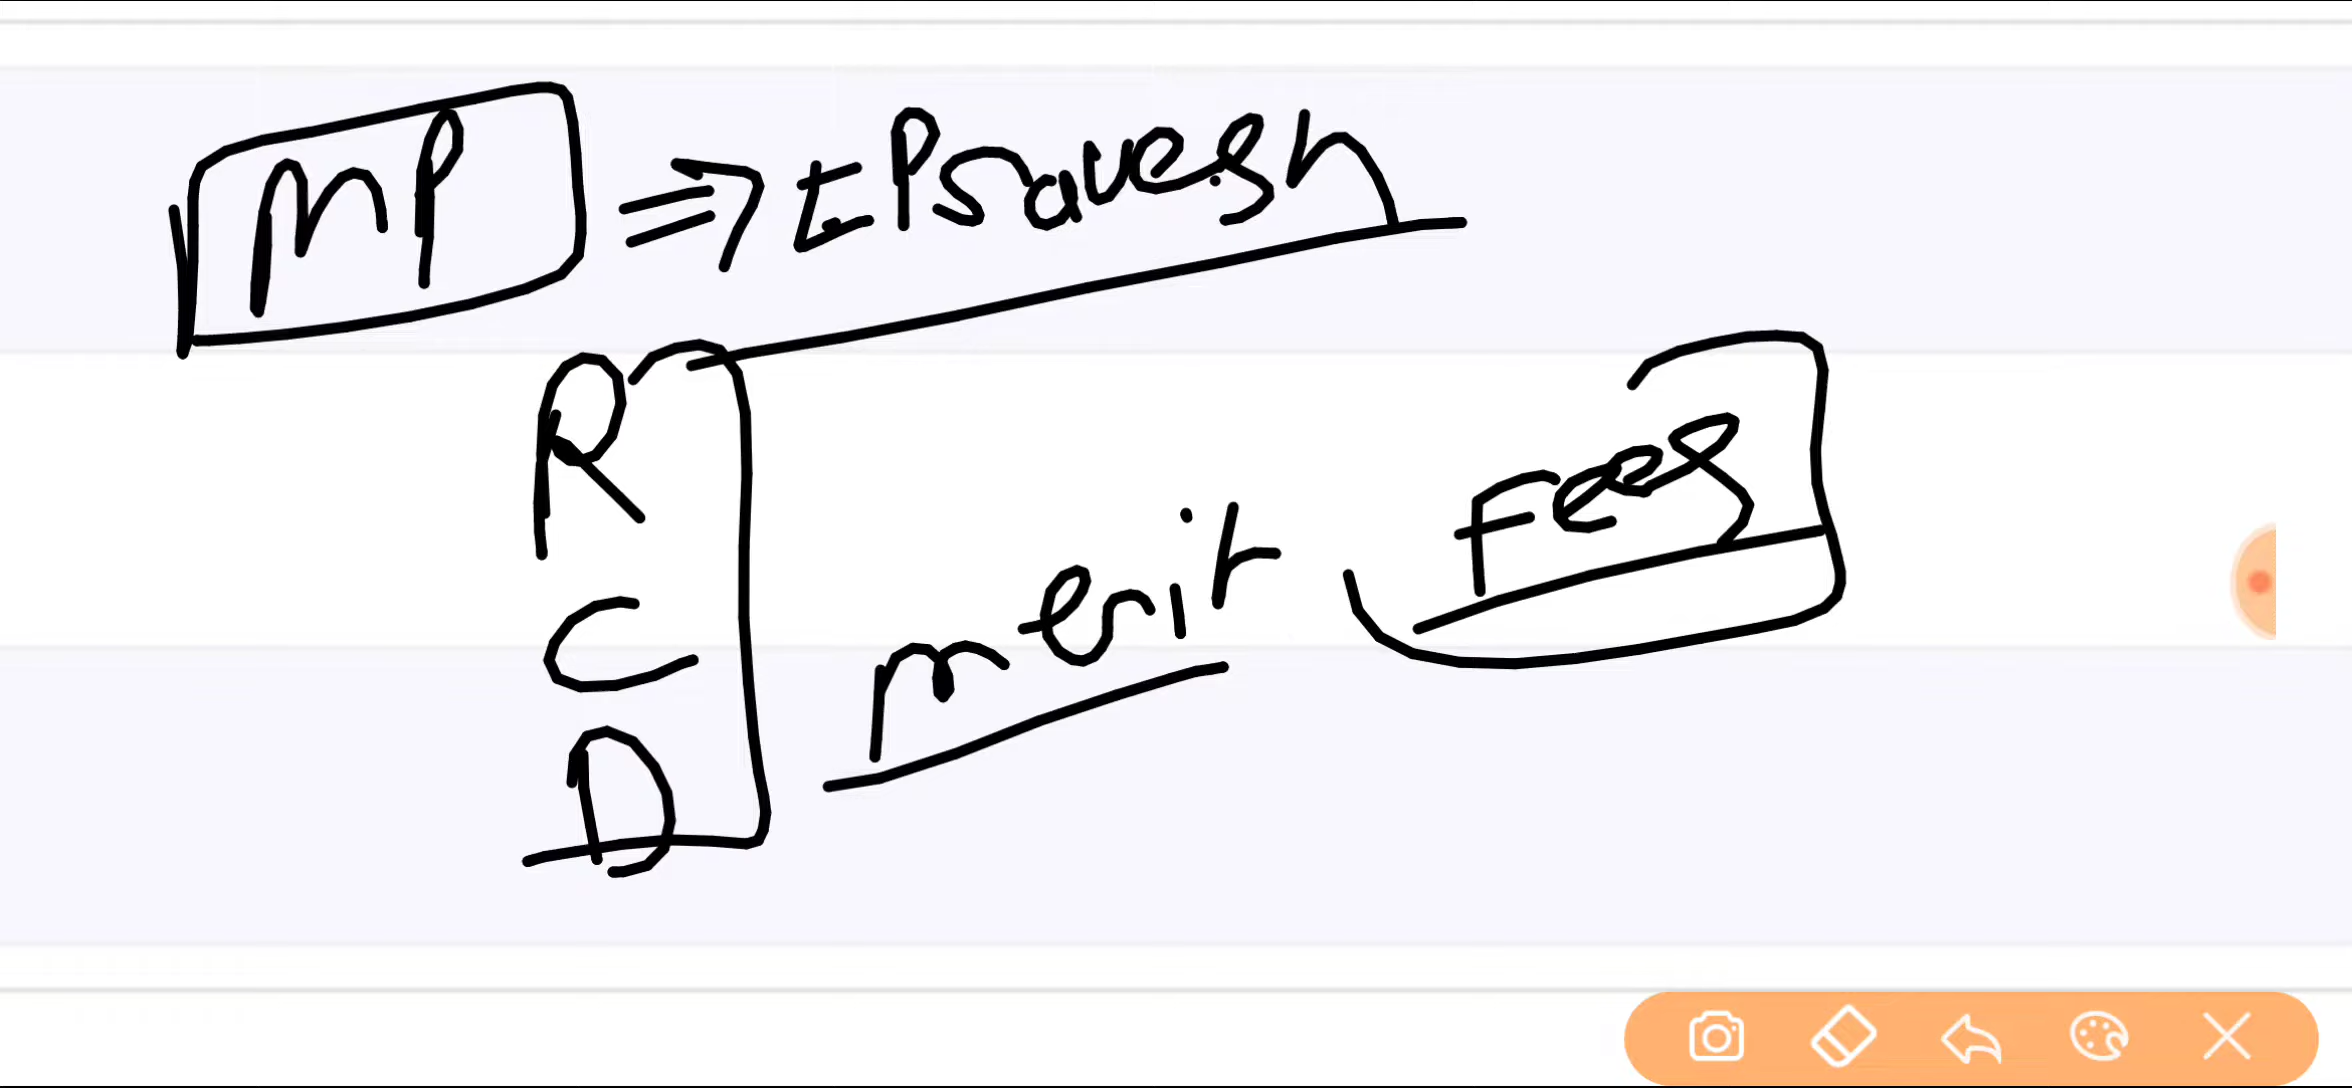 MP ⇒ EPravesh
R
C
D
merit
Fees